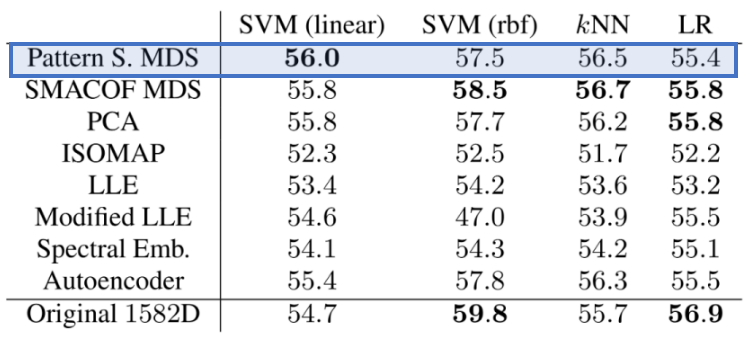 SVM (linear) SVM (rbf) kNN LR
Pattern S. MDS 56.0 57.5 56.5 55.4
SMACOF MDS 55.8 58.5 56.7 55.8
PCA 55.8 57.7 56.2 55.8
ISOMAP 52.3 52.5 51.7 52.2
LLE 53.4 54.2 53.6 53.2
Modified LLE 54.6 47.0 53.9 55.5
Spectral Emb. 54.1 54.3 54.2 55.1
Autoencoder 55.4 57.8 56.3 55.5
Original 1582D 54.7 59.8 55.7 56.9